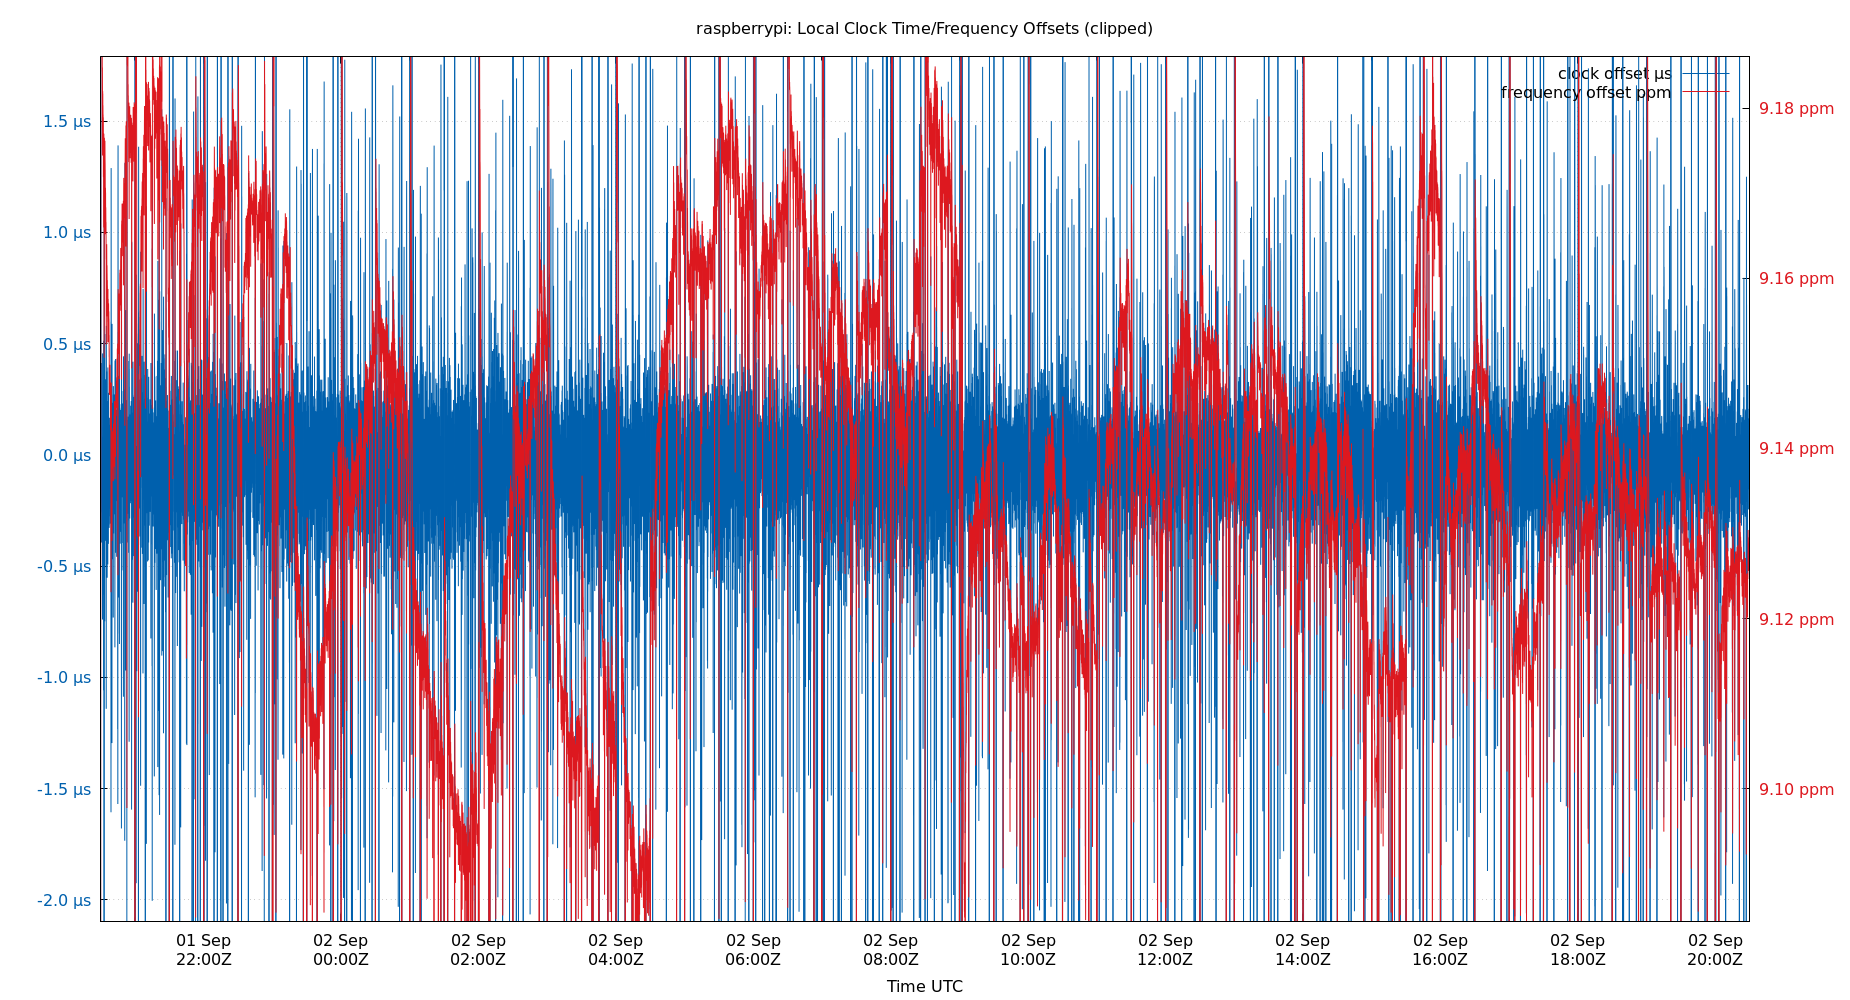 raspberrypi: Local Clock Time/Frequency Offsets (clipped)
clock offset µs
frequency offset ppm
1.5 µs
1.0 µs
0.5 µs
0.0 µs
-0.5 µs
-1.0 µs
-1.5 µs
-2.0 µs
9.18 ppm
9.16 ppm
9.14 ppm
9.12 ppm
9.10 ppm
01 Sep 02 Sep 02 Sep 02 Sep 02 Sep 02 Sep 02 Sep 02 Sep 02 Sep 02 Sep 02 Sep 02 Sep
22:00Z 00:00Z 02:00Z 04:00Z 06:00Z 08:00Z 10:00Z 12:00Z 14:00Z 16:00Z 18:00Z 20:00Z
Time UTC